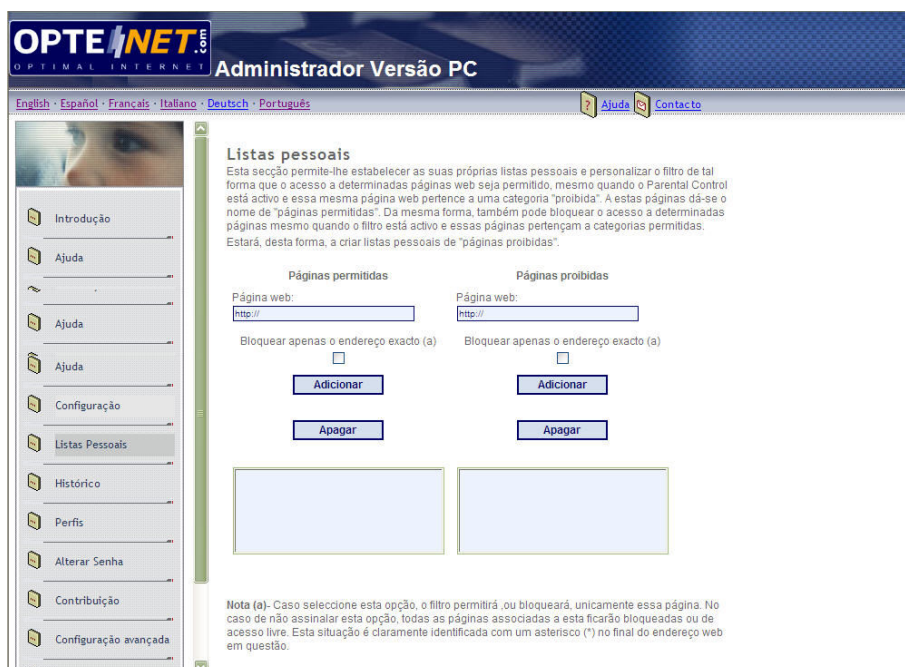 OPTENET.com
OPTIMAL INTERNET
Administrador Versão PC
English · Español · Français · Italiano · Deutsch · Português
Ajuda
Contacto
Introdução
Ajuda
Ajuda
Ajuda
Configuração
Listas Pessoais
Histórico
Perfis
Alterar Senha
Contribuição
Configuração avançada
Listas pessoais
Esta secção permite-lhe estabelecer as suas próprias listas pessoais e personalizar o filtro de tal
forma que o acesso a determinadas páginas web seja permitido, mesmo quando o Parental Control
está activo e essa mesma página web pertence a uma categoria "proibida". A estas páginas dá-se o
nome de "páginas permitidas". Da mesma forma, também pode bloquear o acesso a determinadas
páginas mesmo quando o filtro está activo e essas páginas pertençam a categorias permitidas.
Estará, desta forma, a criar listas pessoais de "páginas proibidas".
Páginas permitidas
Página web:
http://
Bloquear apenas o endereço exacto (a)
Adicionar
Apagar
Páginas proibidas
Página web:
http://
Bloquear apenas o endereço exacto (a)
Adicionar
Apagar
Nota (a)- Caso seleccione esta opção, o filtro permitirá ,ou bloqueará, unicamente essa página. No
caso de não assinalar esta opção, todas as páginas associadas a esta ficarão bloqueadas ou de
acesso livre. Esta situação é claramente identificada com um asterisco (*) no final do endereço web
em questão.